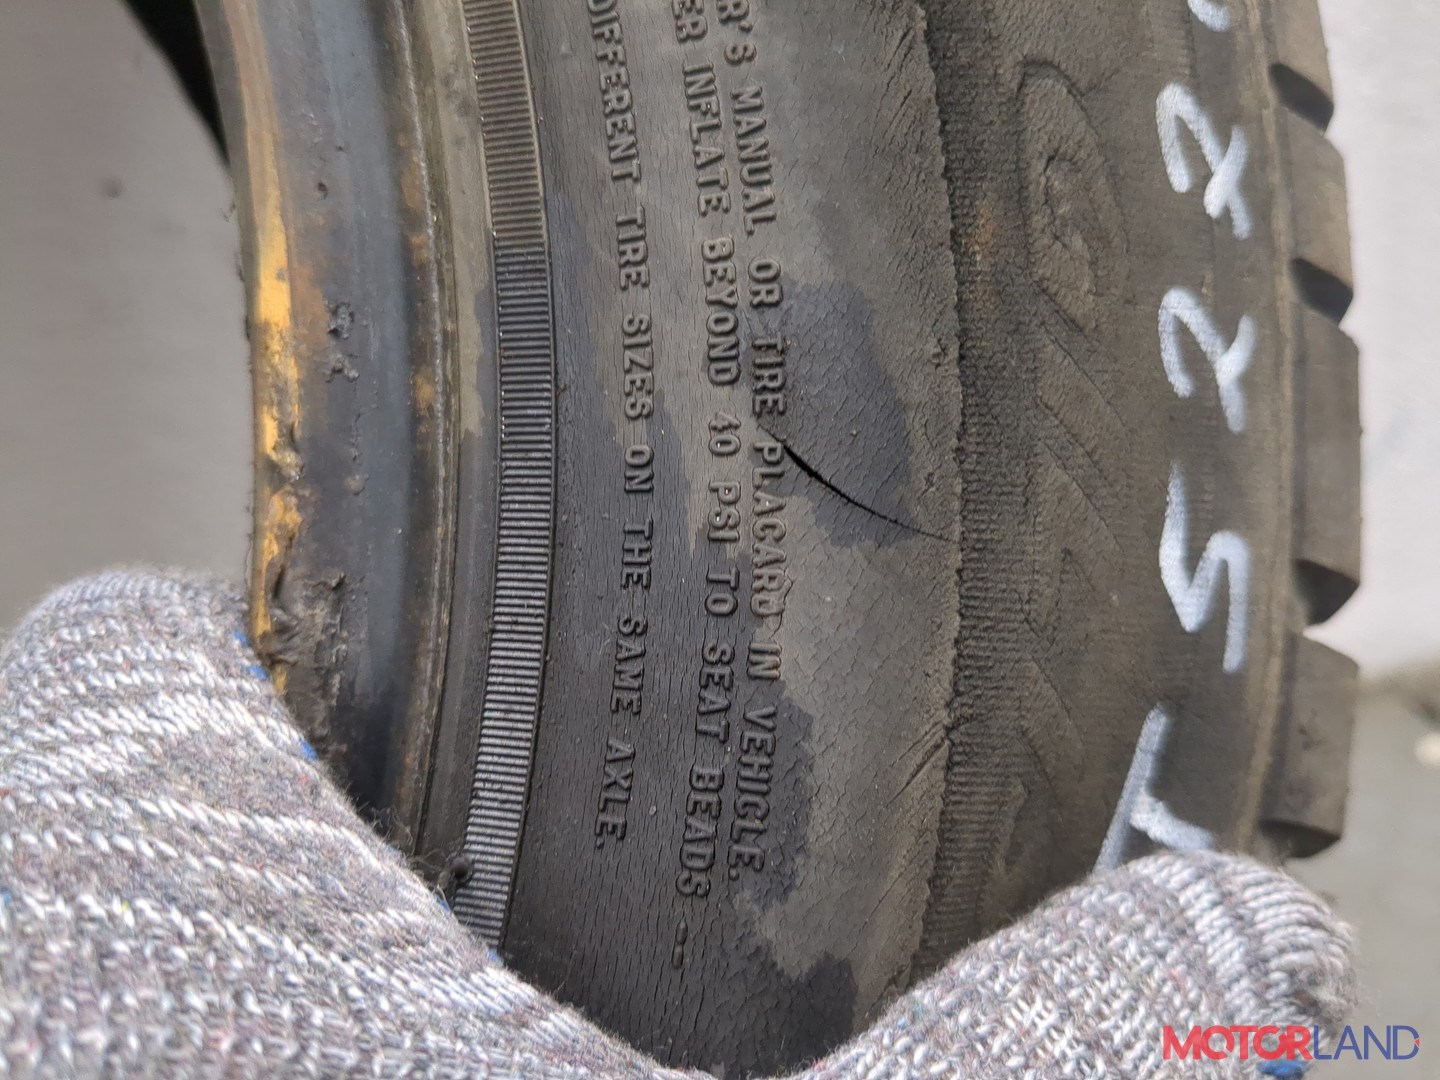 R'S MANUAL OR TIRE PLACARD IN VEHICLE.
ER INFLATE BEYOND 40 PSI TO SEAT BEADS --
DIFFERENT TIRE SIZES ON THE SAME AXLE.
MOTORLAND